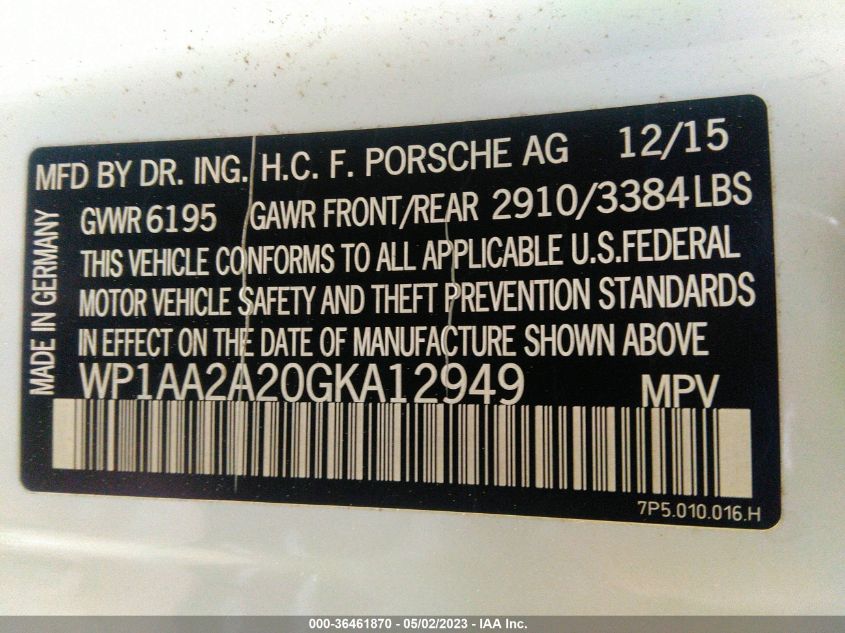 MFD BY DR. ING. H.C. F. PORSCHE AG 12/15
GVWR 6195 GAWR FRONT/REAR 2910/3384 LBS
THIS VEHICLE CONFORMS TO ALL APPLICABLE U.S.FEDERAL
MOTOR VEHICLE SAFETY AND THEFT PREVENTION STANDARDS
IN EFFECT ON THE DATE OF MANUFACTURE SHOWN ABOVE
WP1AA2A20GKA12949 MPV
MADE IN GERMANY
7P5.010.016.H
000-36461870 - 05/02/2023 - IAA Inc.